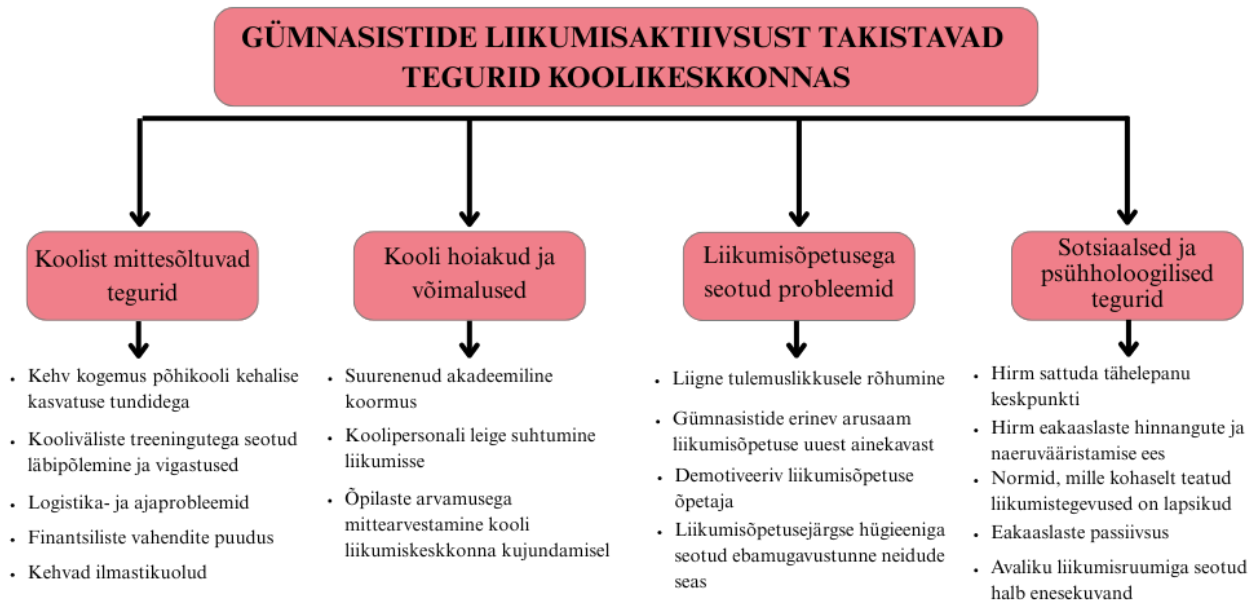 GÜMNASISTIDE LIIKUMISAKTIIVSUST TAKISTAVAD
TEGURID KOOLIKESKKONNAS
Koolist mittesõltuvad
tegurid
• Kehv kogemus põhikooli kehalise
kasvatuse tundidega
• Kooliväliste treeningutega seotud
läbipõlemine ja vigastused
• Logistika- ja ajaprobleemid
• Finantsiliste vahendite puudus
• Kehvad ilmastikuolud
Kooli hoiakud ja
võimalused
• Suurenenud akadeemiline
koormus
• Koolipersonali leige suhtumine
liikumisse
• Õpilaste arvamusega
mittearvestamine kooli
liikumiskeskkonna kujundamisel
Liikumisõpetusega
seotud probleemid
• Liigne tulemuslikkusele rõhumine
• Gümnasistide erinev arusaam
liikumisõpetuse uuest ainekavast
• Demotiveeriv liikumisõpetuse
õpetaja
• Liikumisõpetusejärgse hügieeniga
seotud ebamugavustunne neidude
seas
Sotsiaalsed ja
psühholoogilised
tegurid
• Hirm sattuda tähelepanu
keskpunkti
• Hirm eakaaslaste hinnangute ja
naeruvääristamise ees
• Normid, mille kohaselt teatud
liikumistegevused on lapsikud
• Eakaaslaste passiivsus
• Avaliku liikumisruumiga seotud
halb enesekuvand